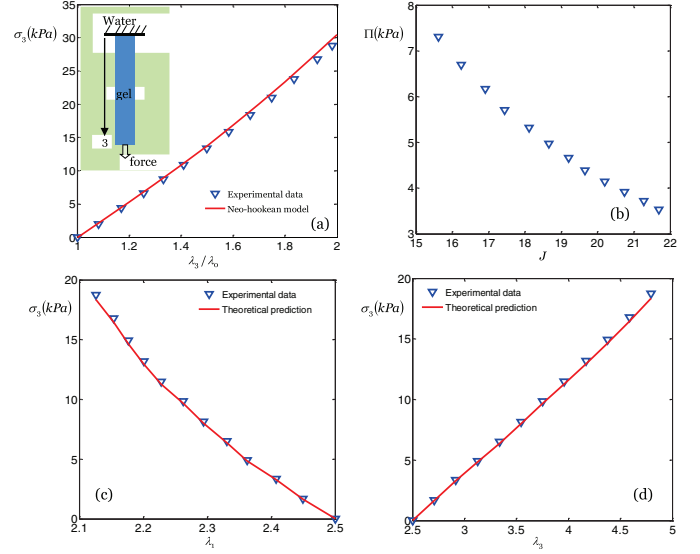 σ₃(kPa)
35
30
25
20
15
10
5
0
1
1.2
1.4
1.6
1.8
2
λ₃ / λ₀
(a)
Water
gel
3
force
Experimental data
Neo-hookean model
Π(kPa)
8
7
6
5
4
3
15
16
17
18
19
20
21
22
J
(b)
σ₃(kPa)
20
15
10
5
0
2.1
2.2
2.3
2.4
2.5
λ₁
(c)
Experimental data
Theoretical prediction
σ₃(kPa)
20
15
10
5
0
2.5
3
3.5
4
4.5
5
λ₃
(d)
Experimental data
Theoretical prediction